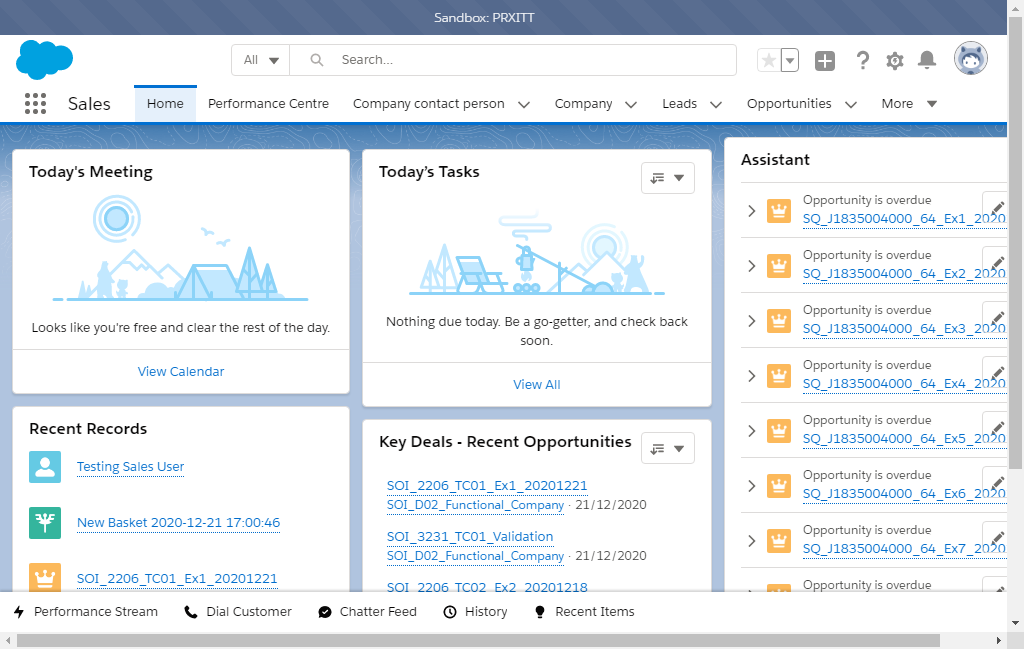 Sandbox: PRXITT
All
Search...
Sales
Home
Performance Centre
Company contact person
Company
Leads
Opportunities
More
Today's Meeting
Looks like you're free and clear the rest of the day.
View Calendar
Recent Records
Testing Sales User
New Basket 2020-12-21 17:00:46
SOI_2206_TC01_Ex1_20201221
Today’s Tasks
Nothing due today. Be a go-getter, and check back
soon.
View All
Key Deals - Recent Opportunities
SOI_2206_TC01_Ex1_20201221
SOI_D02_Functional_Company · 21/12/2020
SOI_3231_TC01_Validation
SOI_D02_Functional_Company · 21/12/2020
SOI_2206_TC02_Ex2_20201218
Assistant
Opportunity is overdue
SQ_J1835004000_64_Ex1_2020
Opportunity is overdue
SQ_J1835004000_64_Ex2_2020
Opportunity is overdue
SQ_J1835004000_64_Ex3_2020
Opportunity is overdue
SQ_J1835004000_64_Ex4_2020
Opportunity is overdue
SQ_J1835004000_64_Ex5_2020
Opportunity is overdue
SQ_J1835004000_64_Ex6_2020
Opportunity is overdue
SQ_J1835004000_64_Ex7_2020
Opportunity is overdue
Performance Stream
Dial Customer
Chatter Feed
History
Recent Items